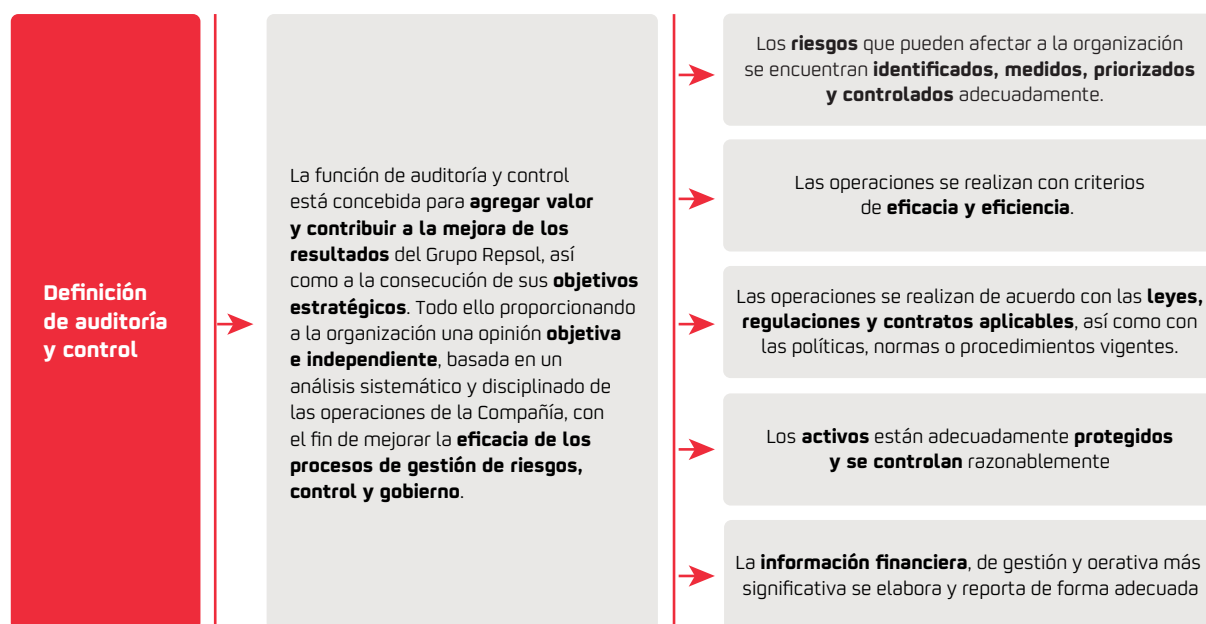 Definición
de auditoría
y control
La función de auditoría y control
está concebida para agregar valor
y contribuir a la mejora de los
resultados del Grupo Repsol, así
como a la consecución de sus objetivos
estratégicos. Todo ello proporcionando
a la organización una opinión objetiva
e independiente, basada en un
análisis sistemático y disciplinado de
las operaciones de la Compañía, con
el fin de mejorar la eficacia de los
procesos de gestión de riesgos,
control y gobierno.
Los riesgos que pueden afectar a la organización
se encuentran identificados, medidos, priorizados
y controlados adecuadamente.
Las operaciones se realizan con criterios
de eficacia y eficiencia.
Las operaciones se realizan de acuerdo con las leyes,
regulaciones y contratos aplicables, así como con
las políticas, normas o procedimientos vigentes.
Los activos están adecuadamente protegidos
y se controlan razonablemente
La información financiera, de gestión y oerativa más
significativa se elabora y reporta de forma adecuada